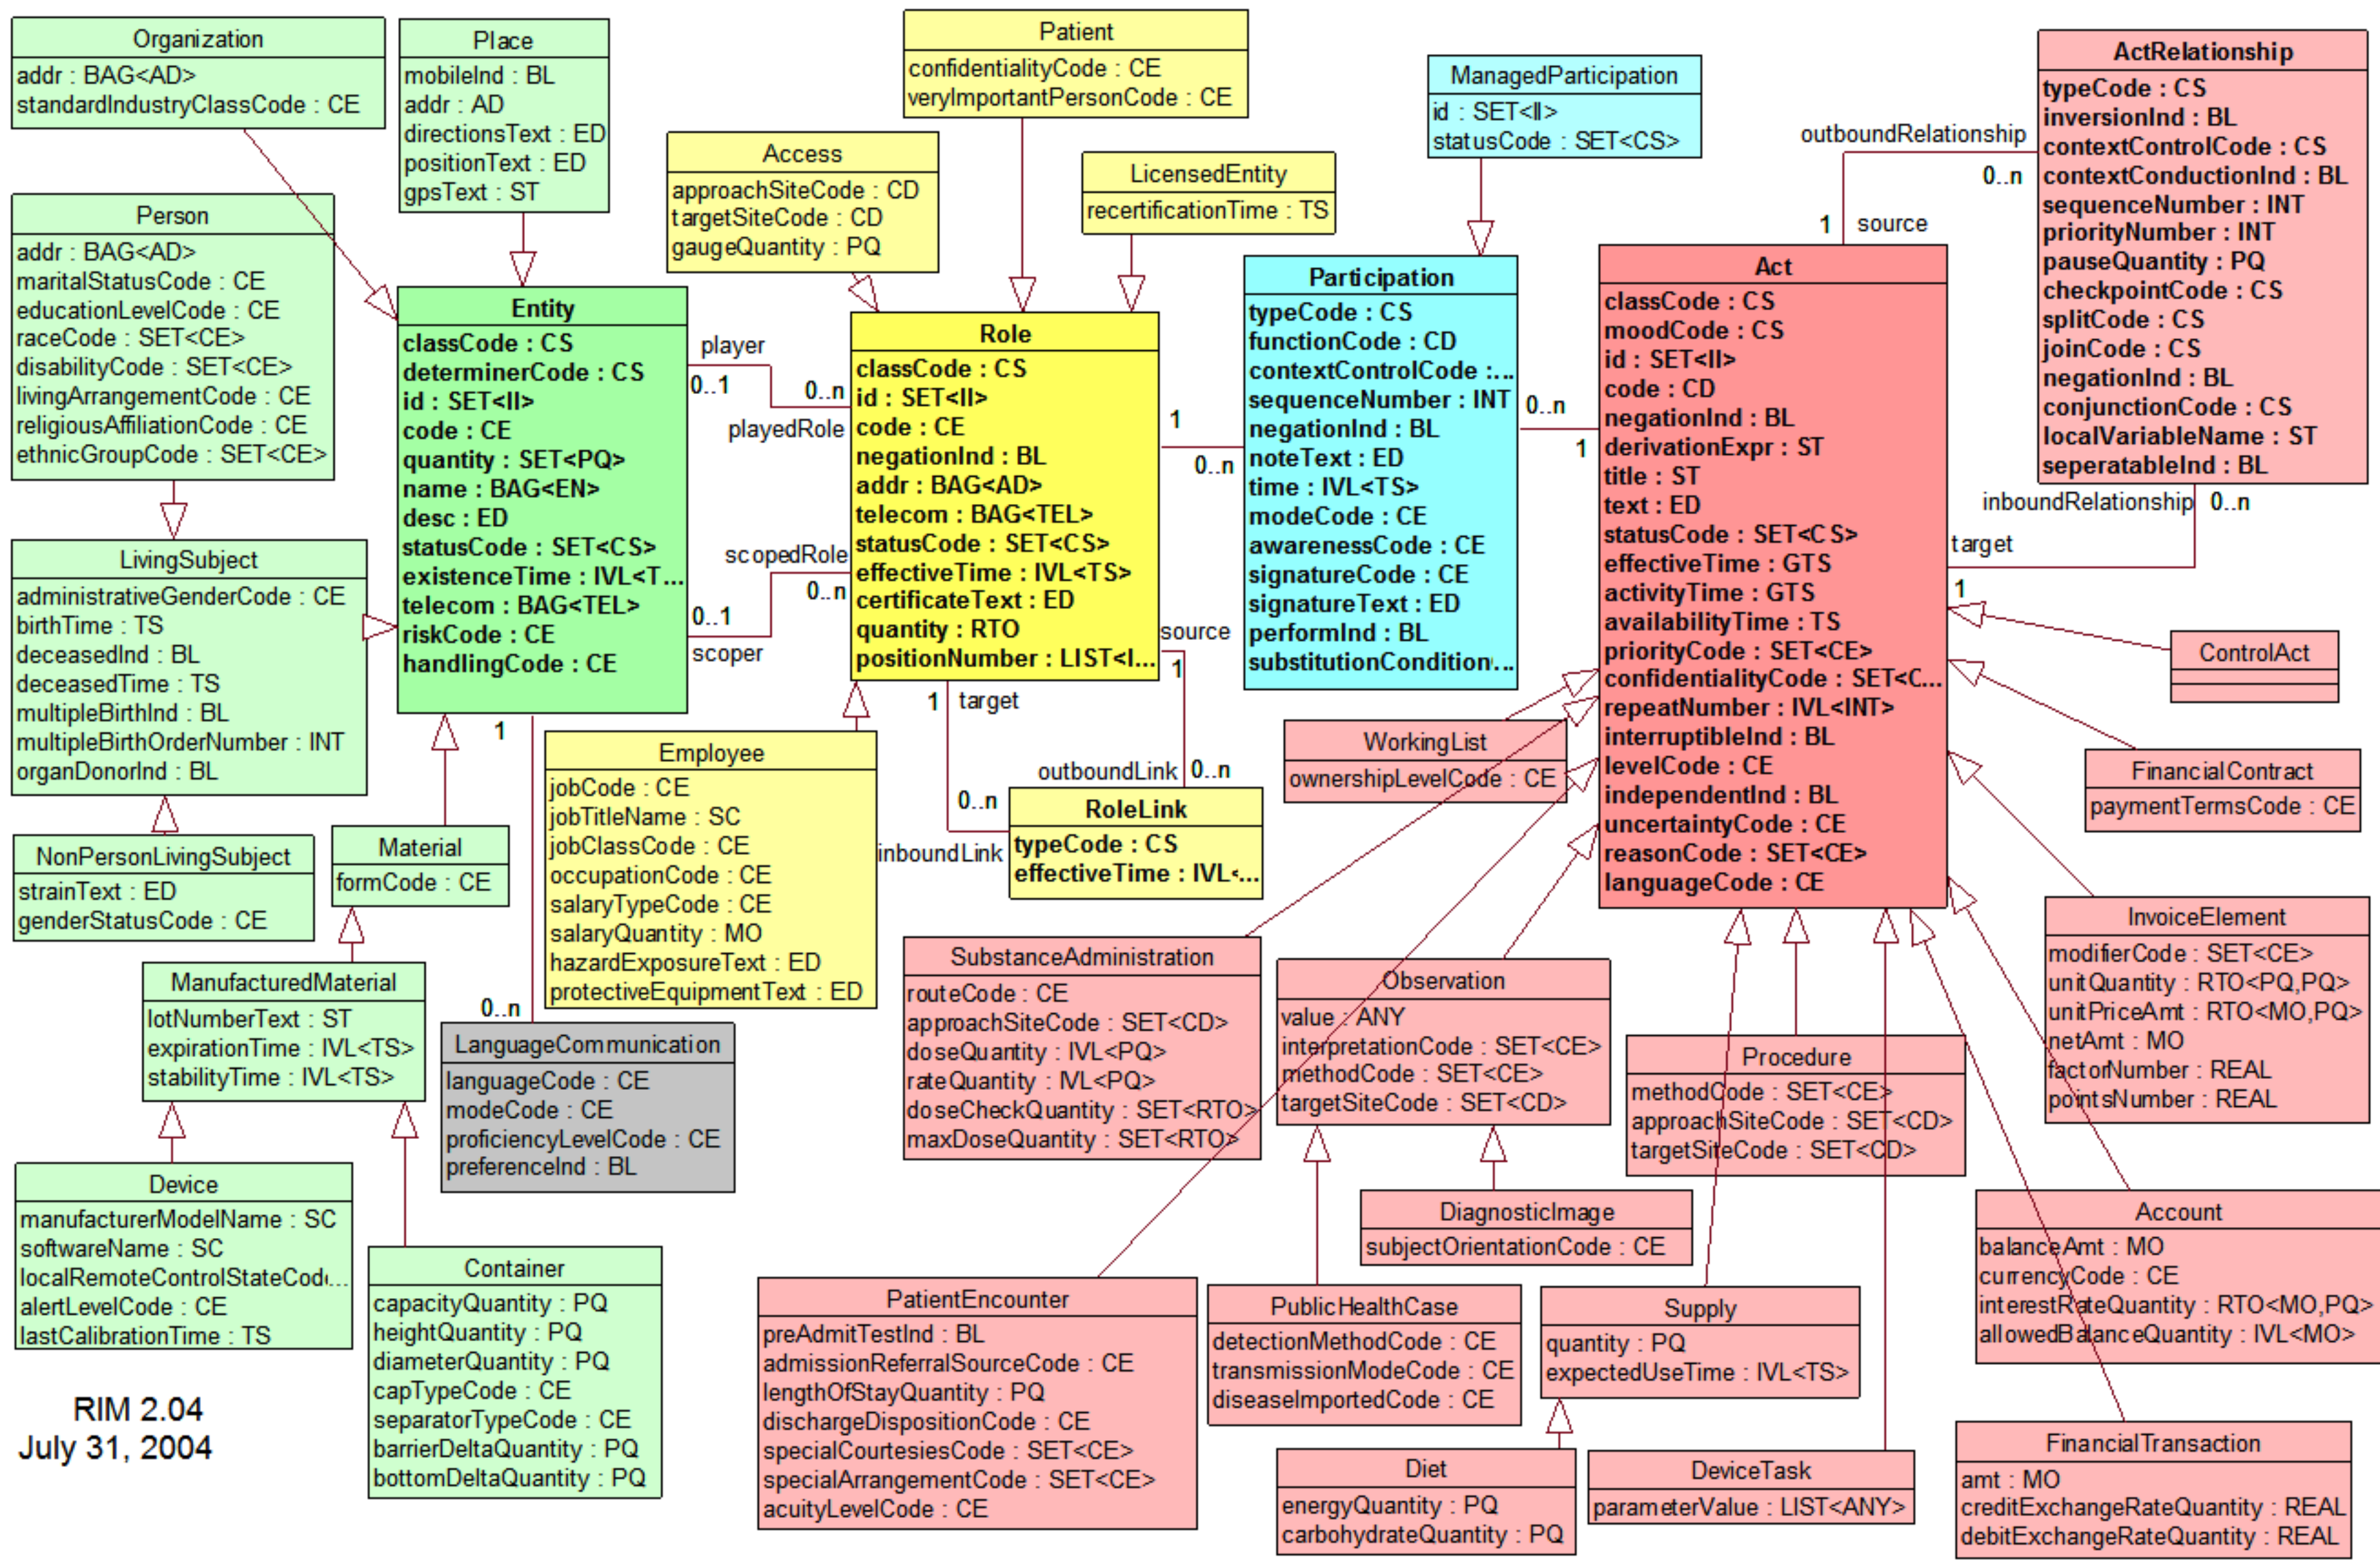 Organization
addr : BAG<AD>
standardIndustryClassCode : CE
Place
mobileInd : BL
addr : AD
directionsText : ED
positionText : ED
gpsText : ST
Patient
confidentialityCode : CE
veryImportantPersonCode : CE
Access
approachSiteCode : CD
targetSiteCode : CD
gaugeQuantity : PQ
LicensedEntity
recertificationTime : TS
ManagedParticipation
id : SET<II>
statusCode : SET<CS>
ActRelationship
typeCode : CS
inversionInd : BL
contextControlCode : CS
contextConductionInd : BL
sequenceNumber : INT
priorityNumber : INT
pauseQuantity : PQ
checkpointCode : CS
splitCode : CS
joinCode : CS
negationInd : BL
conjunctionCode : CS
localVariableName : ST
seperatableInd : BL
outboundRelationship
0..n
1 source
inboundRelationship 0..n
target
1
Person
addr : BAG<AD>
maritalStatusCode : CE
educationLevelCode : CE
raceCode : SET<CE>
disabilityCode : SET<CE>
livingArrangementCode : CE
religiousAffiliationCode : CE
ethnicGroupCode : SET<CE>
Entity
classCode : CS
determinerCode : CS
id : SET<II>
code : CE
quantity : SET<PQ>
name : BAG<EN>
desc : ED
statusCode : SET<CS>
existenceTime : IVL<T...
telecom : BAG<TEL>
riskCode : CE
handlingCode : CE
player
0..1
0..n
playedRole
scopedRole
0..n
0..1
scoper
Role
classCode : CS
id : SET<II>
code : CE
negationInd : BL
addr : BAG<AD>
telecom : BAG<TEL>
statusCode : SET<CS>
effectiveTime : IVL<TS>
certificateText : ED
quantity : RTO
positionNumber : LIST<I...
1
0..n
Participation
typeCode : CS
functionCode : CD
contextControlCode :...
sequenceNumber : INT
negationInd : BL
noteText : ED
time : IVL<TS>
modeCode : CE
awarenessCode : CE
signatureCode : CE
signatureText : ED
performInd : BL
substitutionCondition...
0..n
1
Act
classCode : CS
moodCode : CS
id : SET<II>
code : CD
negationInd : BL
derivationExpr : ST
title : ST
text : ED
statusCode : SET<CS>
effectiveTime : GTS
activityTime : GTS
availabilityTime : TS
priorityCode : SET<CE>
confidentialityCode : SET<C...
repeatNumber : IVL<INT>
interruptibleInd : BL
levelCode : CE
independentInd : BL
uncertaintyCode : CE
reasonCode : SET<CE>
languageCode : CE
LivingSubject
administrativeGenderCode : CE
birthTime : TS
deceasedInd : BL
deceasedTime : TS
multipleBirthInd : BL
multipleBirthOrderNumber : INT
organDonorInd : BL
source
1
1 target
outboundLink 0..n
0..n
inboundLink
RoleLink
typeCode : CS
effectiveTime : IVL<...
ControlAct
FinancialContract
paymentTermsCode : CE
WorkingList
ownershipLevelCode : CE
NonPersonLivingSubject
strainText : ED
genderStatusCode : CE
Material
formCode : CE
1
0..n
Employee
jobCode : CE
jobTitleName : SC
jobClassCode : CE
occupationCode : CE
salaryTypeCode : CE
salaryQuantity : MO
hazardExposureText : ED
protectiveEquipmentText : ED
ManufacturedMaterial
lotNumberText : ST
expirationTime : IVL<TS>
stabilityTime : IVL<TS>
LanguageCommunication
languageCode : CE
modeCode : CE
proficiencyLevelCode : CE
preferenceInd : BL
SubstanceAdministration
routeCode : CE
approachSiteCode : SET<CD>
doseQuantity : IVL<PQ>
rateQuantity : IVL<PQ>
doseCheckQuantity : SET<RTO>
maxDoseQuantity : SET<RTO>
Observation
value : ANY
interpretationCode : SET<CE>
methodCode : SET<CE>
targetSiteCode : SET<CD>
Procedure
methodCode : SET<CE>
approachSiteCode : SET<CD>
targetSiteCode : SET<CD>
InvoiceElement
modifierCode : SET<CE>
unitQuantity : RTO<PQ,PQ>
unitPriceAmt : RTO<MO,PQ>
netAmt : MO
factorNumber : REAL
pointsNumber : REAL
Device
manufacturerModelName : SC
softwareName : SC
localRemoteControlStateCode...
alertLevelCode : CE
lastCalibrationTime : TS
Container
capacityQuantity : PQ
heightQuantity : PQ
diameterQuantity : PQ
capTypeCode : CE
separatorTypeCode : CE
barrierDeltaQuantity : PQ
bottomDeltaQuantity : PQ
DiagnosticImage
subjectOrientationCode : CE
Account
balanceAmt : MO
currencyCode : CE
interestRateQuantity : RTO<MO,PQ>
allowedBalanceQuantity : IVL<MO>
PatientEncounter
preAdmitTestInd : BL
admissionReferralSourceCode : CE
lengthOfStayQuantity : PQ
dischargeDispositionCode : CE
specialCourtesiesCode : SET<CE>
specialArrangementCode : SET<CE>
acuityLevelCode : CE
PublicHealthCase
detectionMethodCode : CE
transmissionModeCode : CE
diseaseImportedCode : CE
Supply
quantity : PQ
expectedUseTime : IVL<TS>
Diet
energyQuantity : PQ
carbohydrateQuantity : PQ
DeviceTask
parameterValue : LIST<ANY>
FinancialTransaction
amt : MO
creditExchangeRateQuantity : REAL
debitExchangeRateQuantity : REAL
RIM 2.04
July 31, 2004